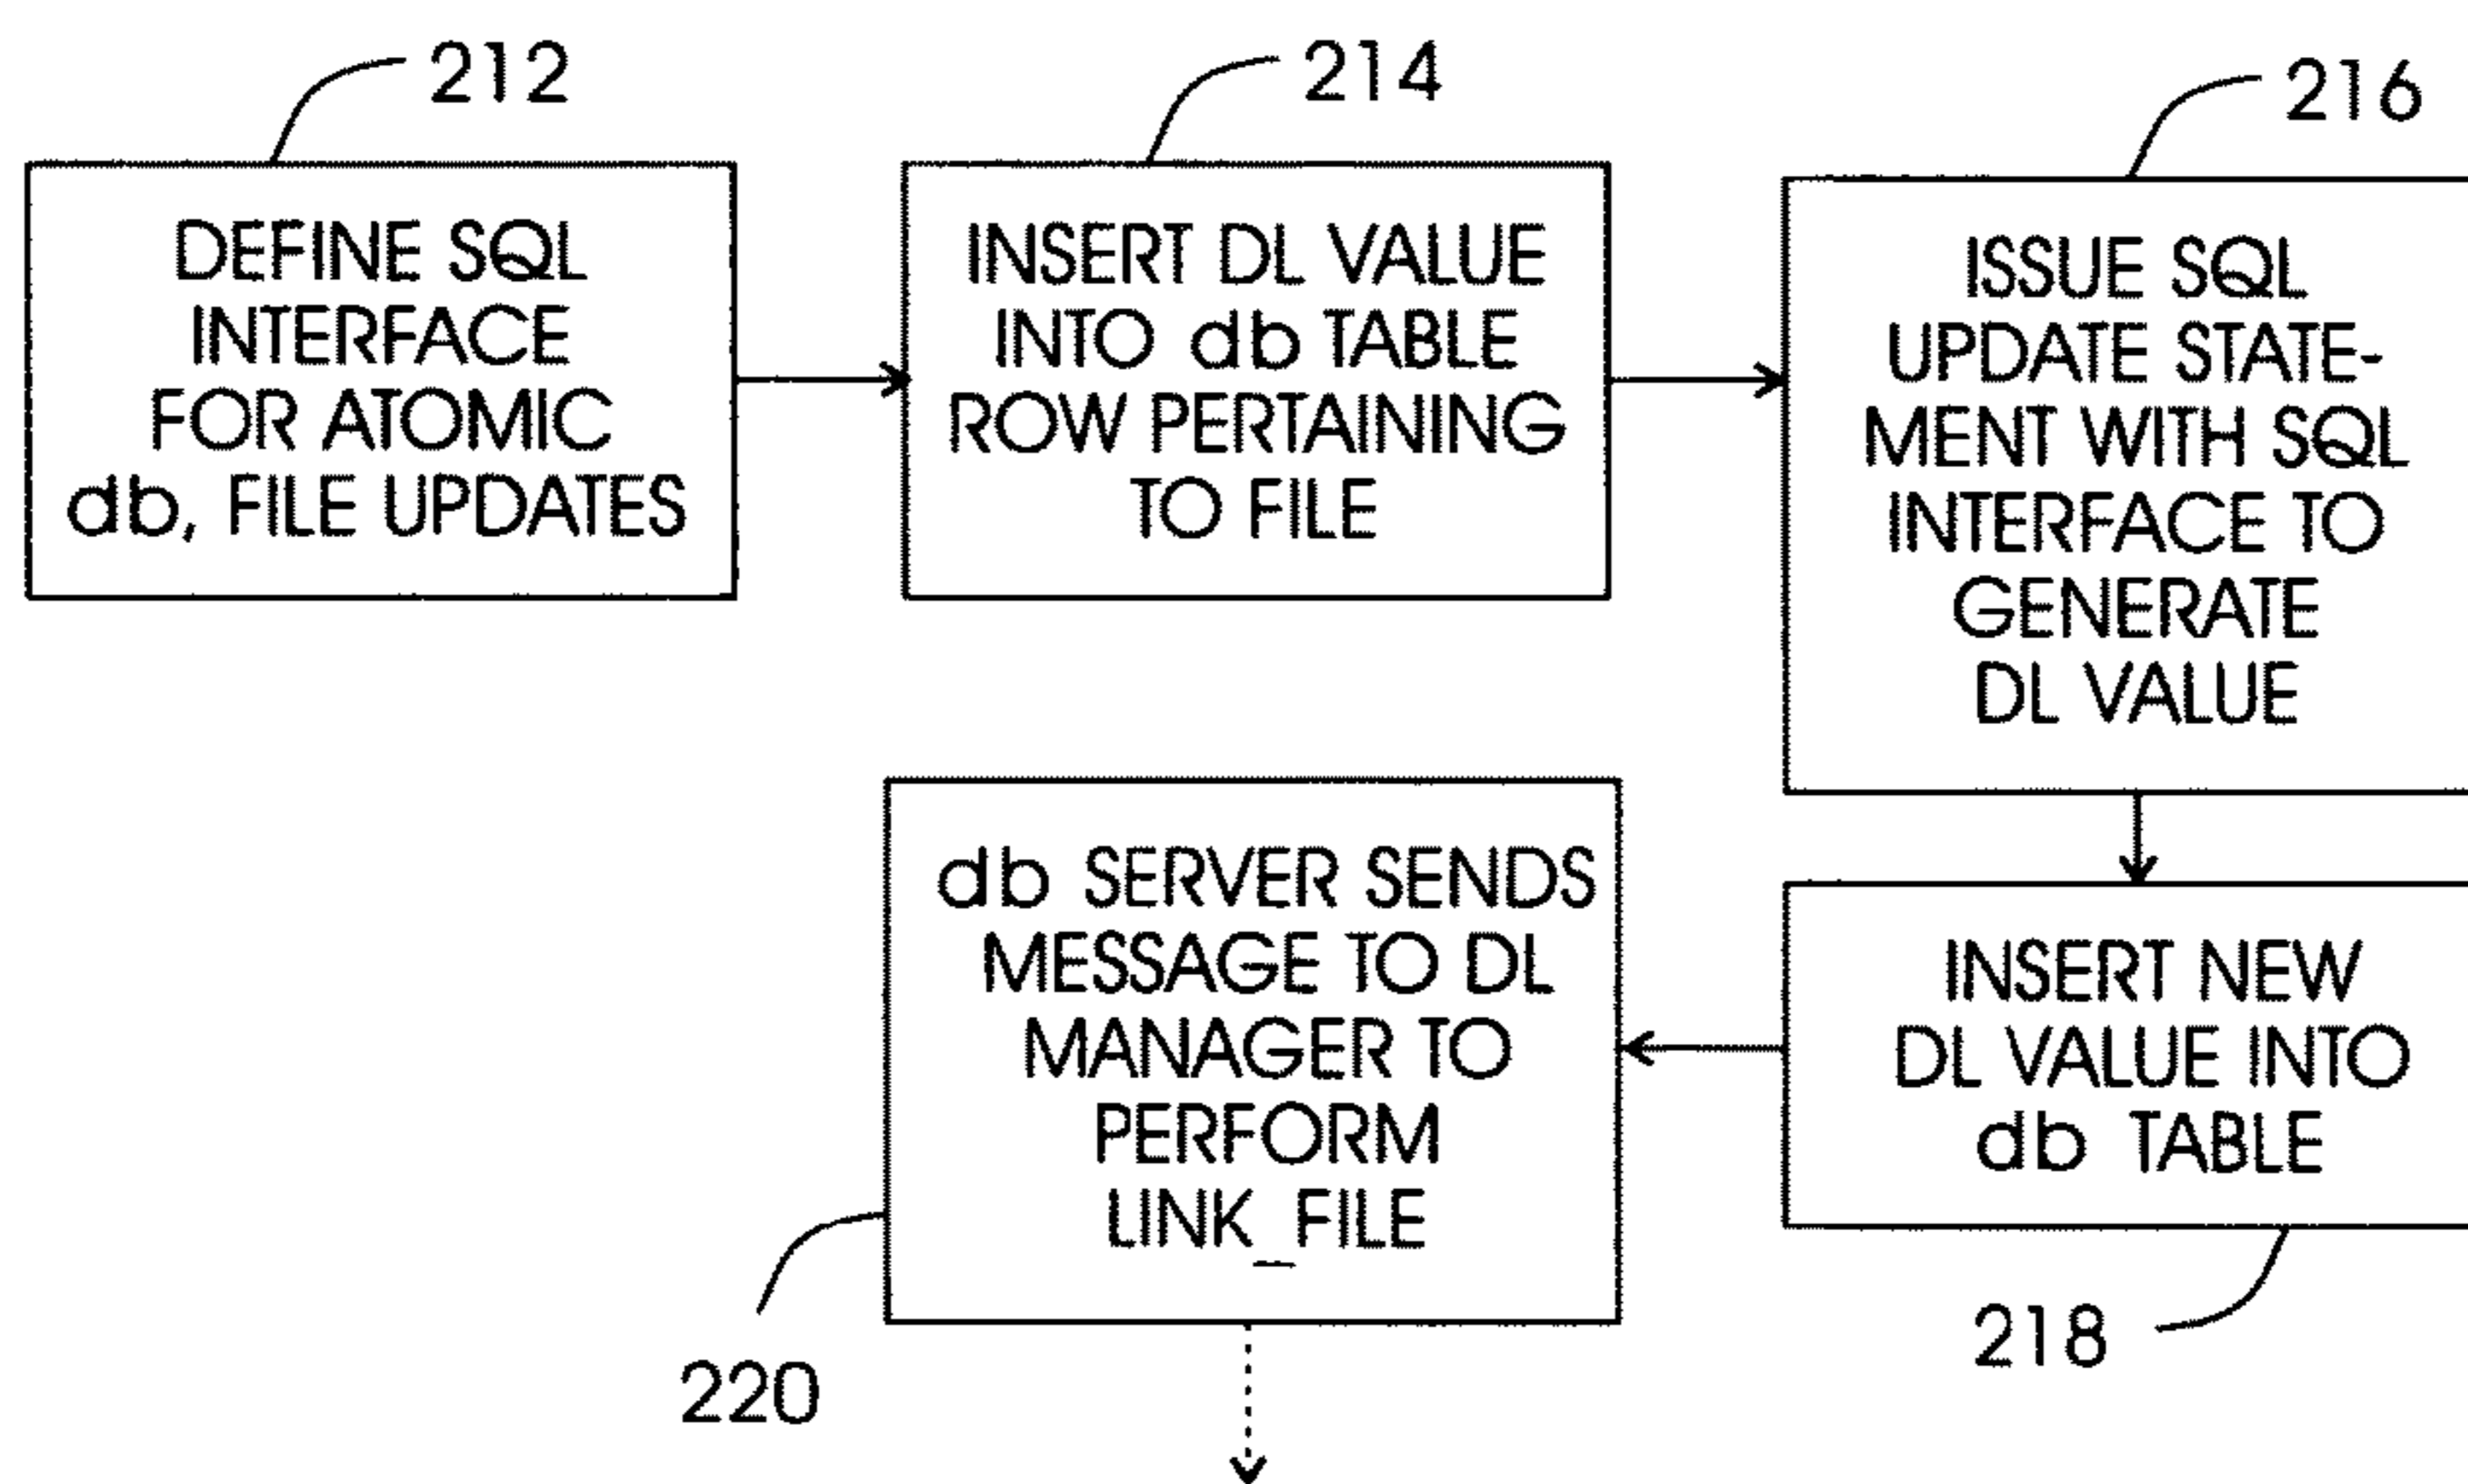 212
214
216
DEFINE SQL
INTERFACE
FOR ATOMIC
db, FILE UPDATES
INSERT DL VALUE
INTO db TABLE
ROW PERTAINING
TO FILE
ISSUE SQL
UPDATE STATE-
MENT WITH SQL
INTERFACE TO
GENERATE
DL VALUE
INSERT NEW
DL VALUE INTO
db TABLE
218
db SERVER SENDS
MESSAGE TO DL
MANAGER TO
PERFORM
LINK_FILE
220